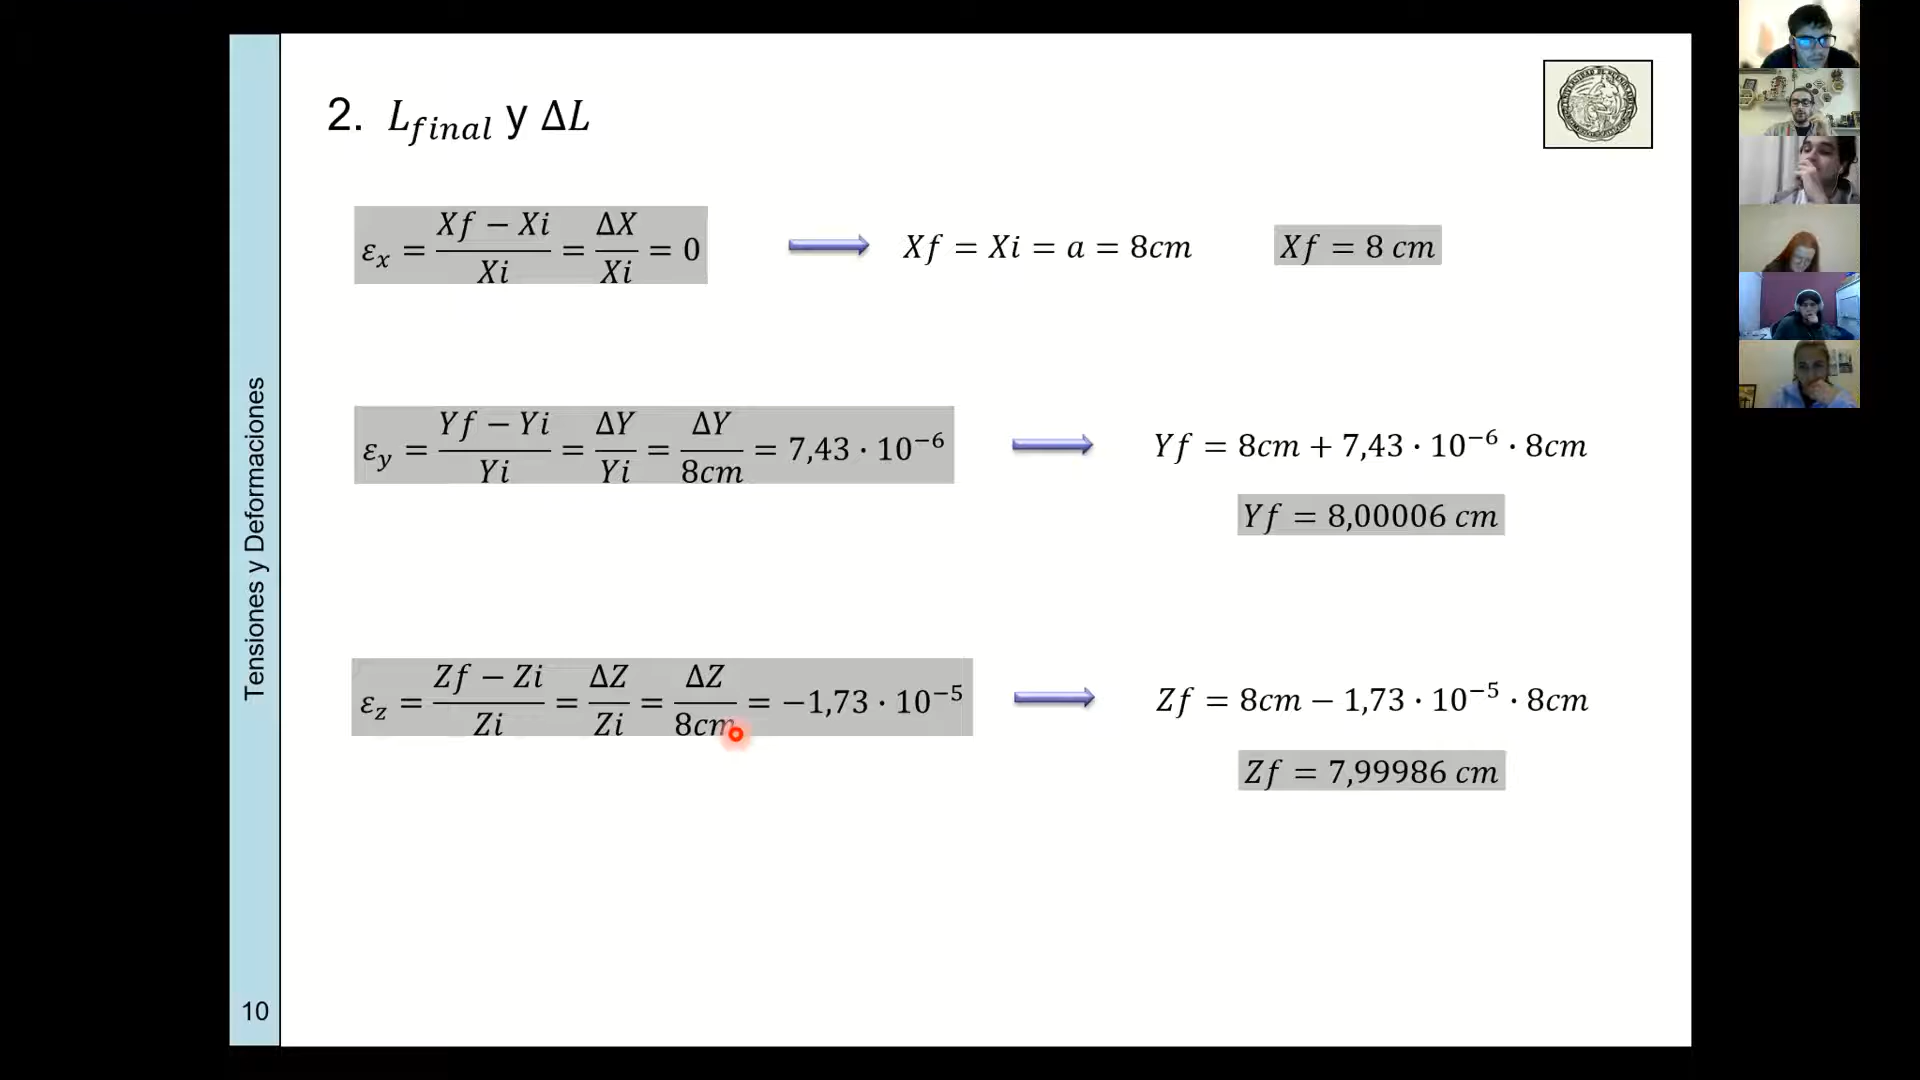 2. L_final y ΔL
ε_x = (Xf − Xi)/Xi = ΔX/Xi = 0
Xf = Xi = a = 8cm
Xf = 8 cm
ε_y = (Yf − Yi)/Yi = ΔY/Yi = ΔY/8cm = 7,43 · 10⁻⁶
Yf = 8cm + 7,43 · 10⁻⁶ · 8cm
Yf = 8,00006 cm
ε_z = (Zf − Zi)/Zi = ΔZ/Zi = ΔZ/8cm = −1,73 · 10⁻⁵
Zf = 8cm − 1,73 · 10⁻⁵ · 8cm
Zf = 7,99986 cm
Tensiones y Deformaciones
10